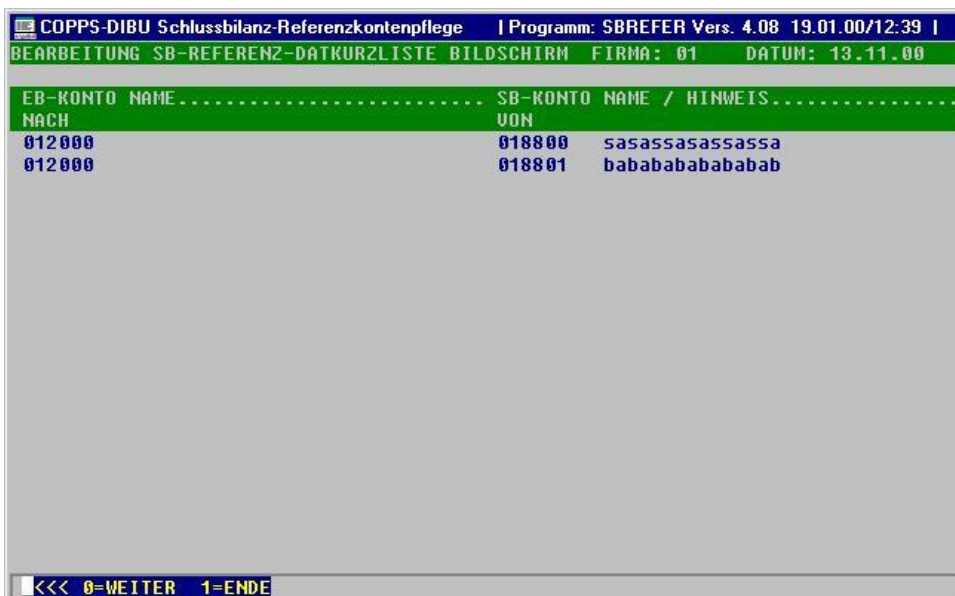 COPPS-DIBU Schlussbilanz-Referenzkontenpflege | Programm: SBREFER Vers. 4.08 19.01.00/12:39 |
BEARBEITUNG SB-REFERENZ-DATKURZLISTE BILDSCHIRM FIRMA: 01 DATUM: 13.11.00
EB-KONTO NAME.......................... SB-KONTO NAME / HINWEIS................
NACH VON
012000 018800 sasassasassassa
012000 018801 babababababababab
<<< 0=WEITER 1=ENDE